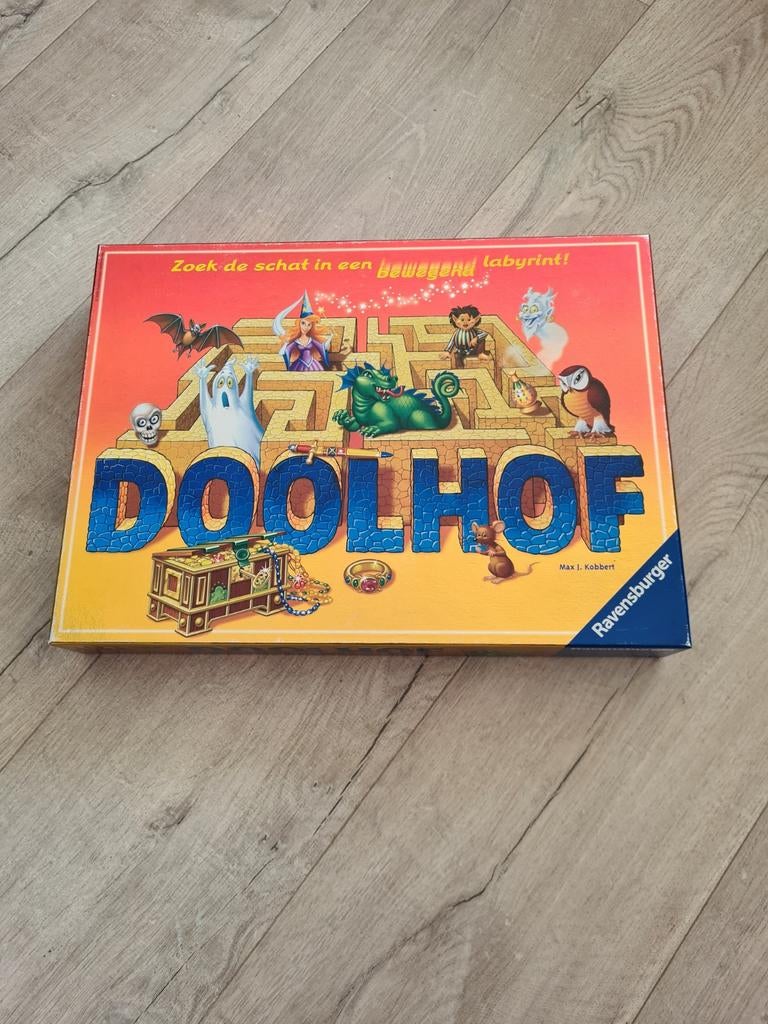 Zoek de schat in een bewegend labyrint!
DOOLHOF
Max J. Kobbert
Ravensburger